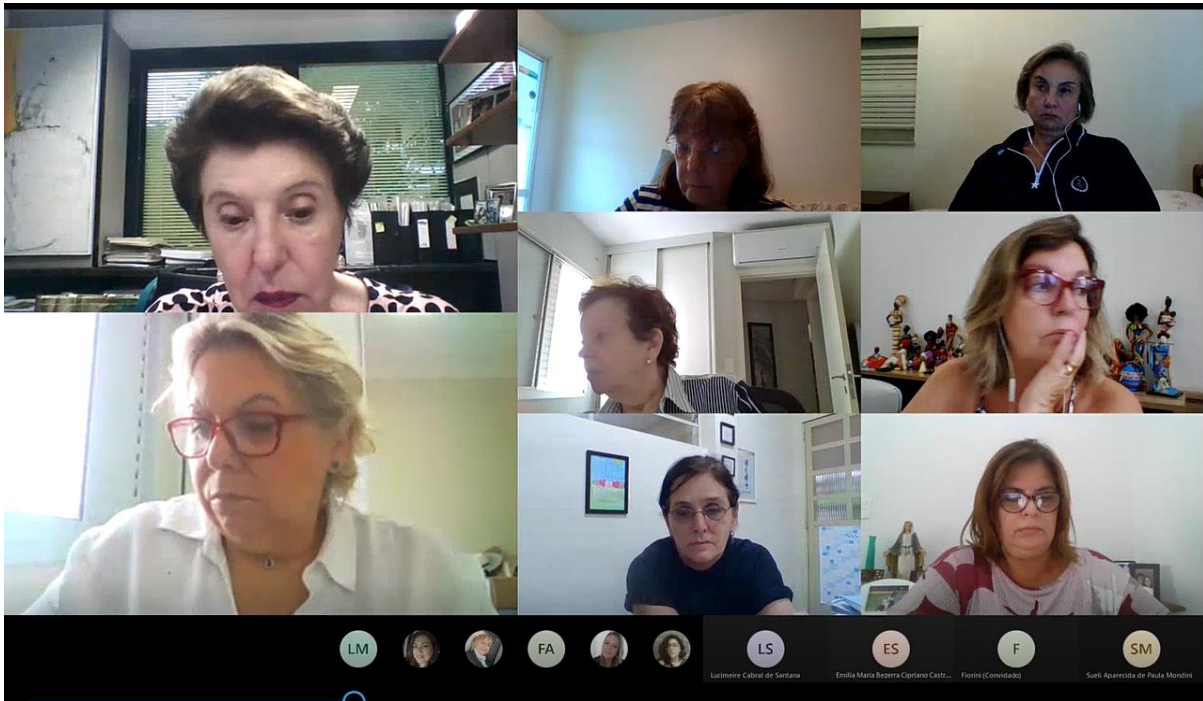 LM
FA
LS
ES
F
SM
Lucimeire Cabral de Santana
Emilia Maria Bezerra Cipriano Castr...
Fiorini (Convidado)
Sueli Aparecida de Paula Mondini